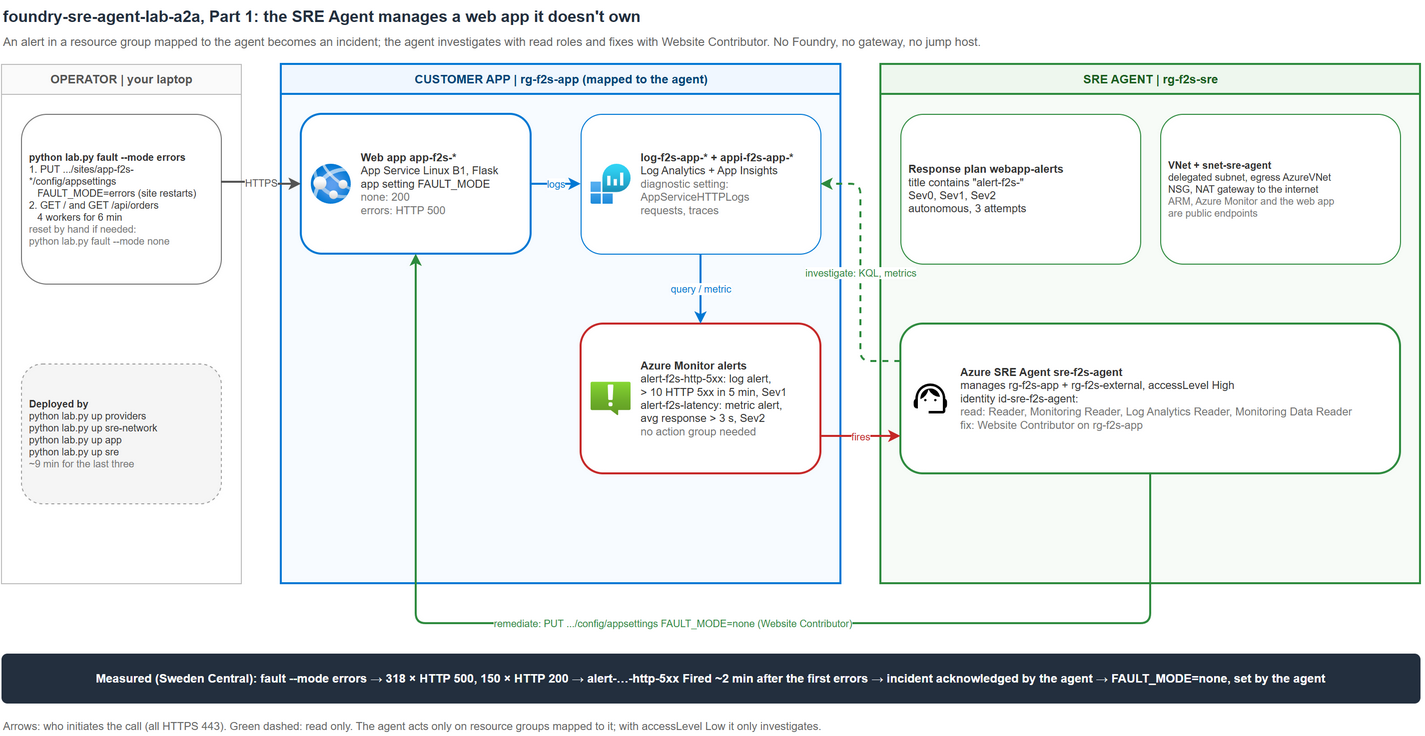 foundry-sre-agent-lab-a2a, Part 1: the SRE Agent manages a web app it doesn't own
An alert in a resource group mapped to the agent becomes an incident; the agent investigates with read roles and fixes with Website Contributor. No Foundry, no gateway, no jump host.
OPERATOR | your laptop
python lab.py fault --mode errors
1. PUT .../sites/app-f2s-
*/config/appsettings
FAULT_MODE=errors (site restarts)
2. GET / and GET /api/orders
4 workers for 6 min
reset by hand if needed:
python lab.py fault --mode none
Deployed by
python lab.py up providers
python lab.py up sre-network
python lab.py up app
python lab.py up sre
~9 min for the last three
HTTPS
CUSTOMER APP | rg-f2s-app (mapped to the agent)
Web app app-f2s-*
App Service Linux B1, Flask
app setting FAULT_MODE
none: 200
errors: HTTP 500
logs
log-f2s-app-* + appi-f2s-app-*
Log Analytics + App Insights
diagnostic setting:
AppServiceHTTPLogs
requests, traces
query / metric
Azure Monitor alerts
alert-f2s-http-5xx: log alert,
> 10 HTTP 5xx in 5 min, Sev1
alert-f2s-latency: metric alert,
avg response > 3 s, Sev2
no action group needed
investigate: KQL, metrics
fires
SRE AGENT | rg-f2s-sre
Response plan webapp-alerts
title contains "alert-f2s-"
Sev0, Sev1, Sev2
autonomous, 3 attempts
VNet + snet-sre-agent
delegated subnet, egress AzureVNet
NSG, NAT gateway to the internet
ARM, Azure Monitor and the web app
are public endpoints
Azure SRE Agent sre-f2s-agent
manages rg-f2s-app + rg-f2s-external, accessLevel High
identity id-sre-f2s-agent:
read: Reader, Monitoring Reader, Log Analytics Reader, Monitoring Data Reader
fix: Website Contributor on rg-f2s-app
remediate: PUT .../config/appsettings FAULT_MODE=none (Website Contributor)
Measured (Sweden Central): fault --mode errors → 318 × HTTP 500, 150 × HTTP 200 → alert-...-http-5xx Fired ~2 min after the first errors → incident acknowledged by the agent → FAULT_MODE=none, set by the agent
Arrows: who initiates the call (all HTTPS 443). Green dashed: read only. The agent acts only on resource groups mapped to it; with accessLevel Low it only investigates.